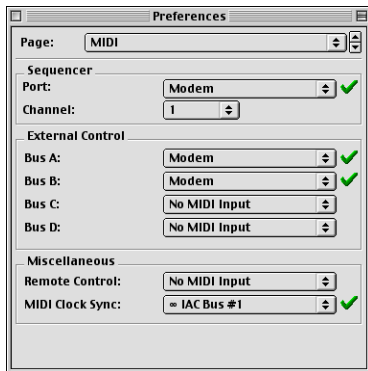 Preferences
Page: MIDI
Sequencer
Port: Modem
Channel: 1
External Control
Bus A: Modem
Bus B: Modem
Bus C: No MIDI Input
Bus D: No MIDI Input
Miscellaneous
Remote Control: No MIDI Input
MIDI Clock Sync: ∞ IAC Bus #1